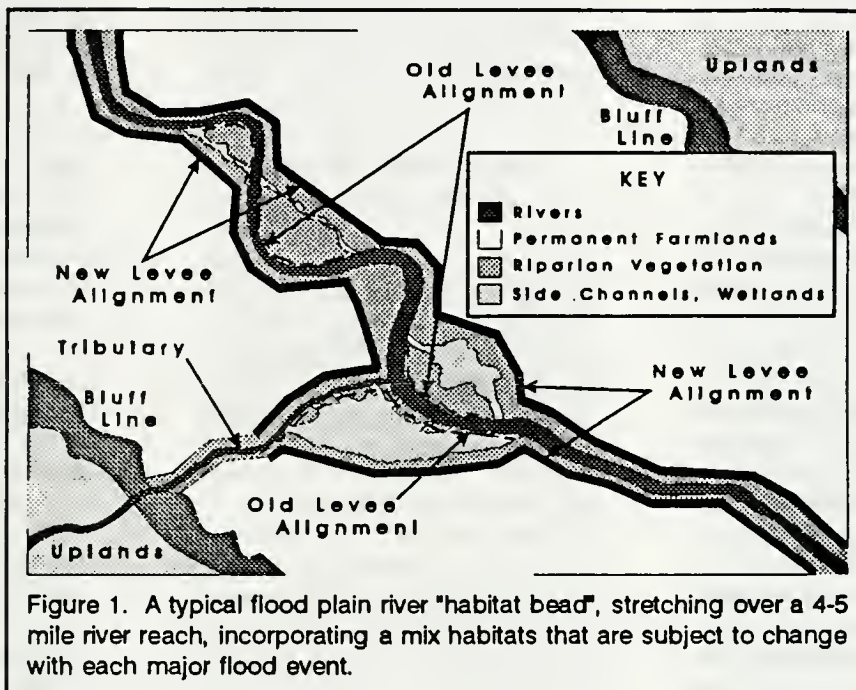 Old Levee
Alignment
Uplands
Bluff
Line
KEY
Rivers
Permanent Farmlands
Riparian Vegetation
Side Channels, Wetlands
New Levee
Alignment
Tributary
Bluff
Line
New Levee
Alignment
Old Levee
Alignment
Uplands
Figure 1. A typical flood plain river "habitat bead", stretching over a 4-5
mile river reach, incorporating a mix habitats that are subject to change
with each major flood event.